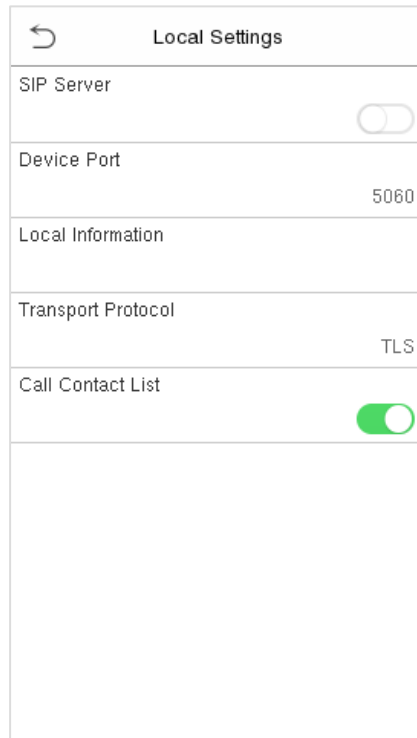 Local Settings
SIP Server
Device Port
5060
Local Information
Transport Protocol
TLS
Call Contact List